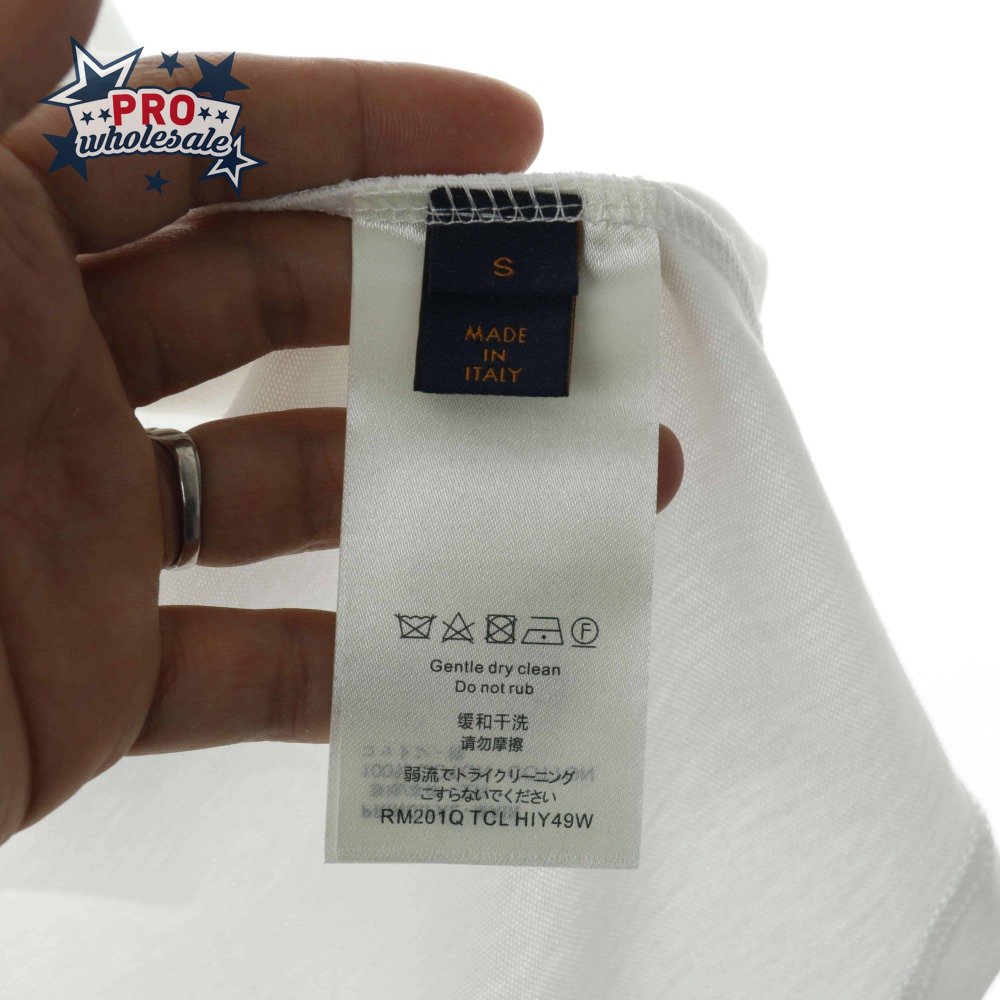 PRO
wholesale
S
MADE
IN
ITALY
F
Gentle dry clean
Do not rub
缓和干洗
请勿摩擦
弱流でトライクリーニング
こすらないでください
RM201Q TCL HIY49W